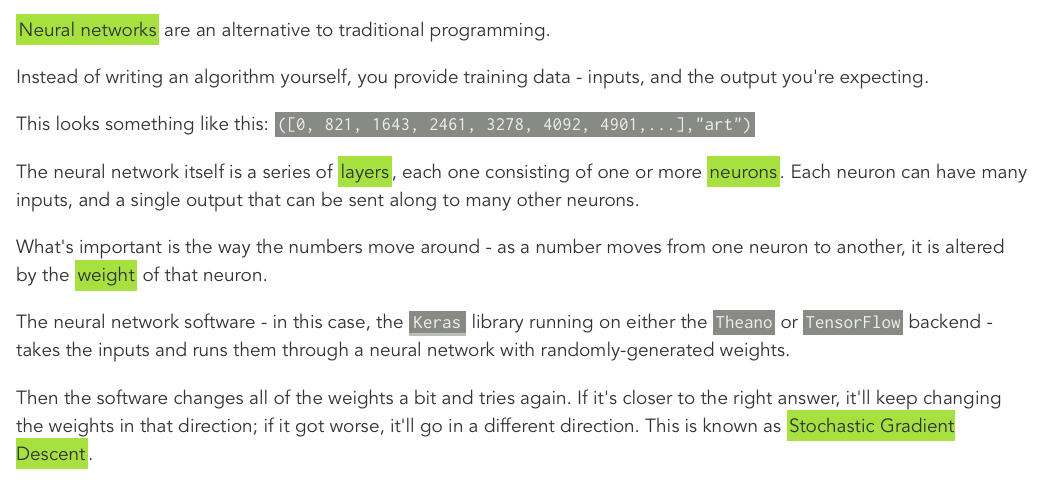 Neural networks are an alternative to traditional programming.
Instead of writing an algorithm yourself, you provide training data - inputs, and the output you're expecting.
This looks something like this: ([0, 821, 1643, 2461, 3278, 4092, 4901,...],"art")
The neural network itself is a series of layers, each one consisting of one or more neurons. Each neuron can have many
inputs, and a single output that can be sent along to many other neurons.
What's important is the way the numbers move around - as a number moves from one neuron to another, it is altered
by the weight of that neuron.
The neural network software - in this case, the Keras library running on either the Theano or TensorFlow backend -
takes the inputs and runs them through a neural network with randomly-generated weights.
Then the software changes all of the weights a bit and tries again. If it's closer to the right answer, it'll keep changing
the weights in that direction; if it got worse, it'll go in a different direction. This is known as Stochastic Gradient
Descent.